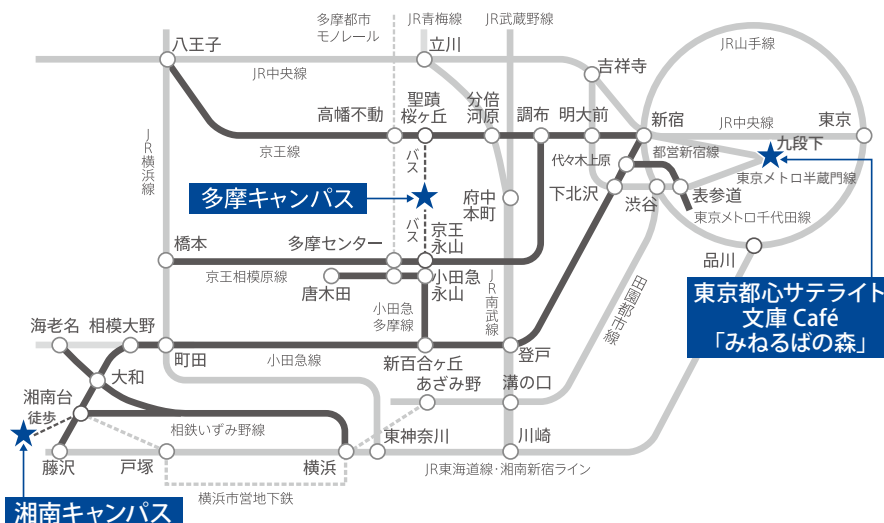 多摩都市
モノレール
JR青梅線
JR武蔵野線
八王子
立川
JR山手線
JR中央線
吉祥寺
高幡不動
聖蹟
桜ヶ丘
分倍
河原
調布
明大前
新宿
JR中央線
東京
JR横浜線
京王線
バス
代々木上原
都営新宿線
九段下
多摩キャンパス
府中
本町
下北沢
渋谷
表参道
東京メトロ半蔵門線
東京メトロ千代田線
バス
橋本
多摩センター
京王
永山
品川
京王相模原線
唐木田
小田急
永山
JR南武線
田園都市線
東京都心サテライト
文庫 Café
「みねるばの森」
小田急
多摩線
海老名
相模大野
町田
小田急線
新百合ヶ丘
登戸
大和
あざみ野
溝の口
湘南台
徒歩
相鉄いずみ野線
東神奈川
川崎
藤沢
戸塚
横浜
JR東海道線・湘南新宿ライン
横浜市営地下鉄
湘南キャンパス